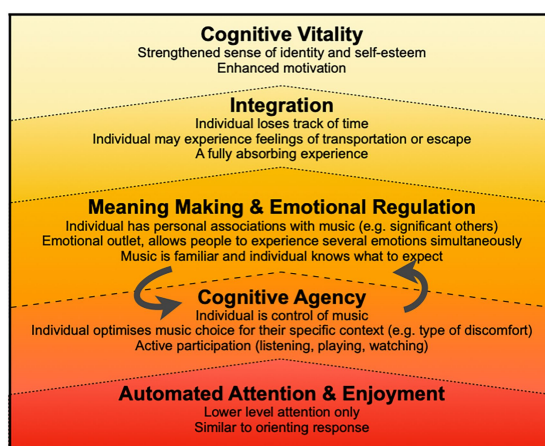 Cognitive Vitality
Strengthened sense of identity and self-esteem
Enhanced motivation
Integration
Individual loses track of time
Individual may experience feelings of transportation or escape
A fully absorbing experience
Meaning Making & Emotional Regulation
Individual has personal associations with music (e.g. significant others)
Emotional outlet, allows people to experience several emotions simultaneously
Music is familiar and individual knows what to expect
Cognitive Agency
Individual is control of music
Individual optimises music choice for their specific context (e.g. type of discomfort)
Active participation (listening, playing, watching)
Automated Attention & Enjoyment
Lower level attention only
Similar to orienting response